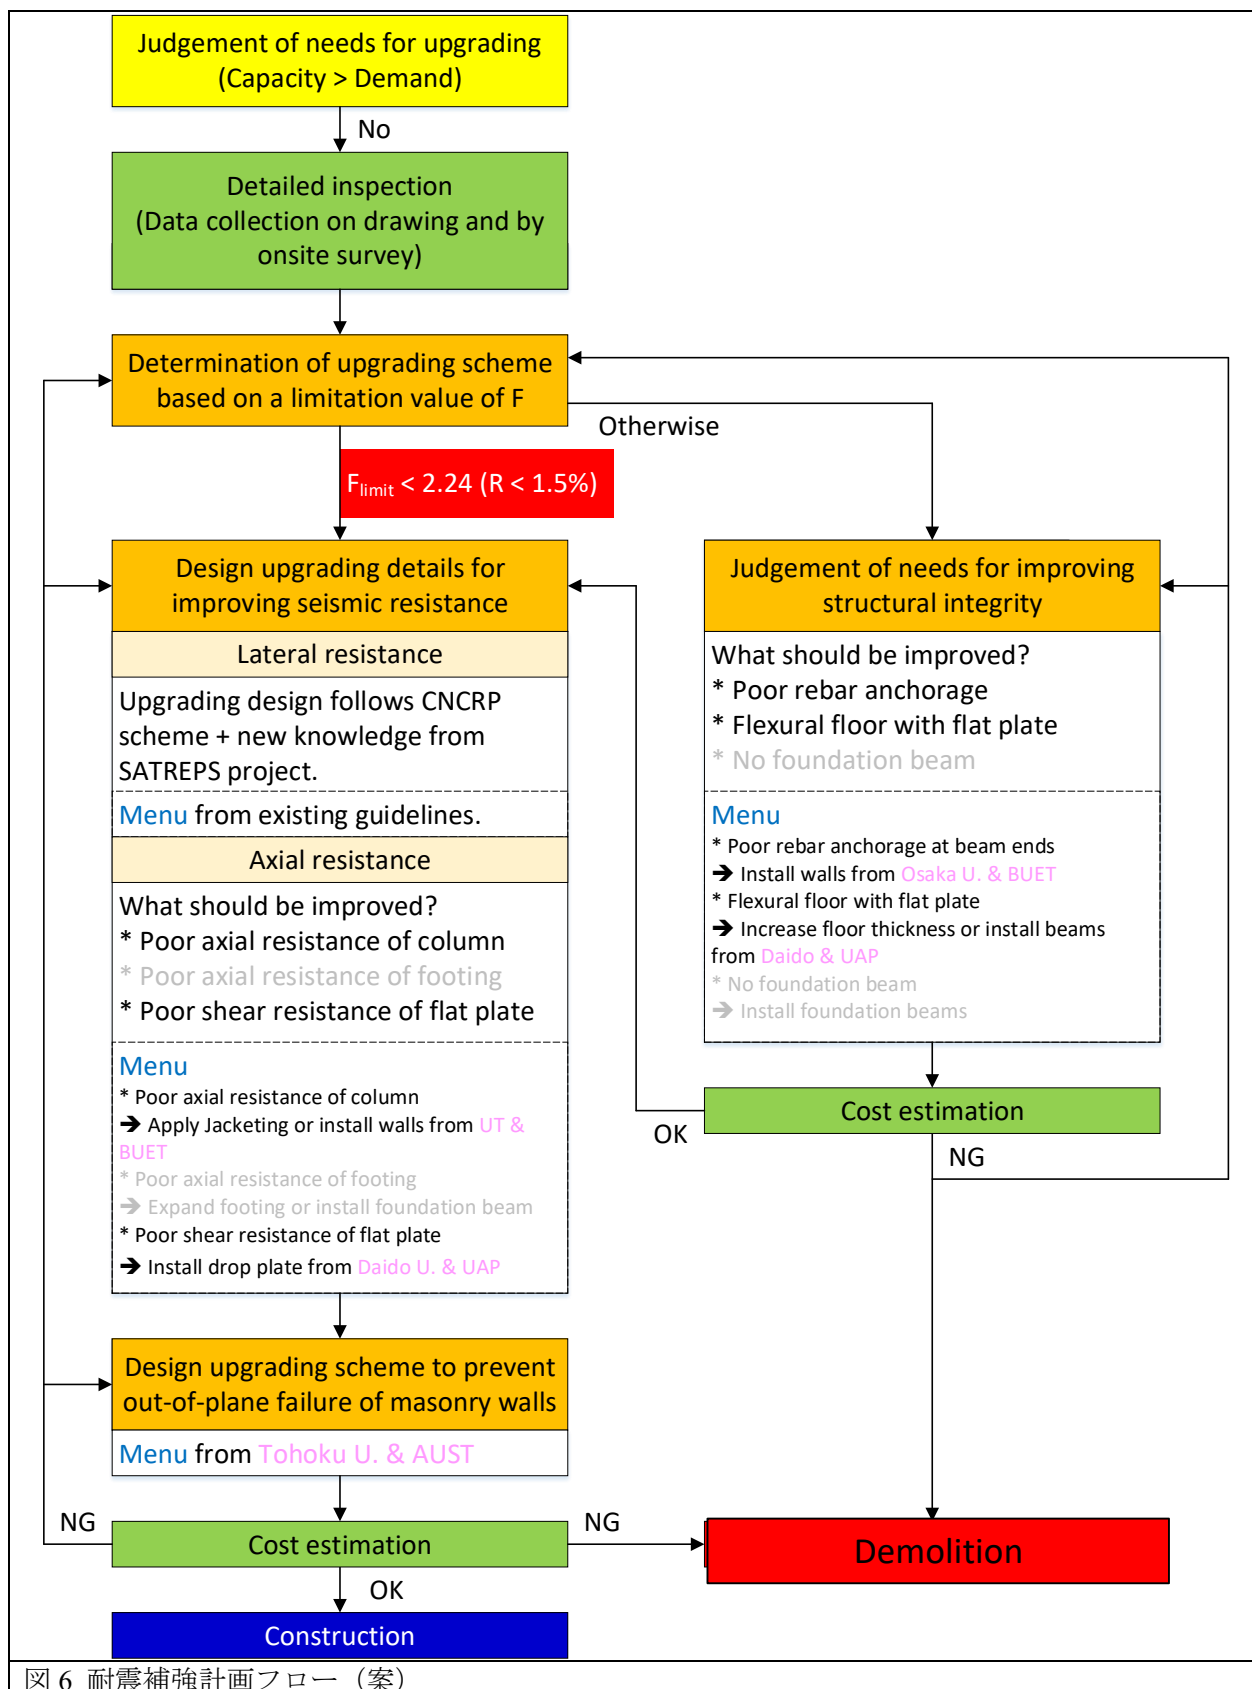 Judgement of needs for upgrading
(Capacity > Demand)
No
Detailed inspection
(Data collection on drawing and by
onsite survey)
Determination of upgrading scheme
based on a limitation value of F
Otherwise
Flimit < 2.24 (R < 1.5%)
Design upgrading details for
improving seismic resistance
Lateral resistance
Upgrading design follows CNCRP
scheme + new knowledge from
SATREPS project.
Menu from existing guidelines.
Axial resistance
What should be improved?
* Poor axial resistance of column
* Poor axial resistance of footing
* Poor shear resistance of flat plate
Menu
* Poor axial resistance of column
➔ Apply Jacketing or install walls from UT &
BUET
* Poor axial resistance of footing
➔ Expand footing or install foundation beam
* Poor shear resistance of flat plate
➔ Install drop plate from Daido U. & UAP
Judgement of needs for improving
structural integrity
What should be improved?
* Poor rebar anchorage
* Flexural floor with flat plate
* No foundation beam
Menu
* Poor rebar anchorage at beam ends
➔ Install walls from Osaka U. & BUET
* Flexural floor with flat plate
➔ Increase floor thickness or install beams
from Daido & UAP
* No foundation beam
➔ Install foundation beams
Cost estimation
OK
NG
Design upgrading scheme to prevent
out-of-plane failure of masonry walls
Menu from Tohoku U. & AUST
NG
Cost estimation
NG
Demolition
OK
Construction
図 6 耐震補強計画フロー（案）